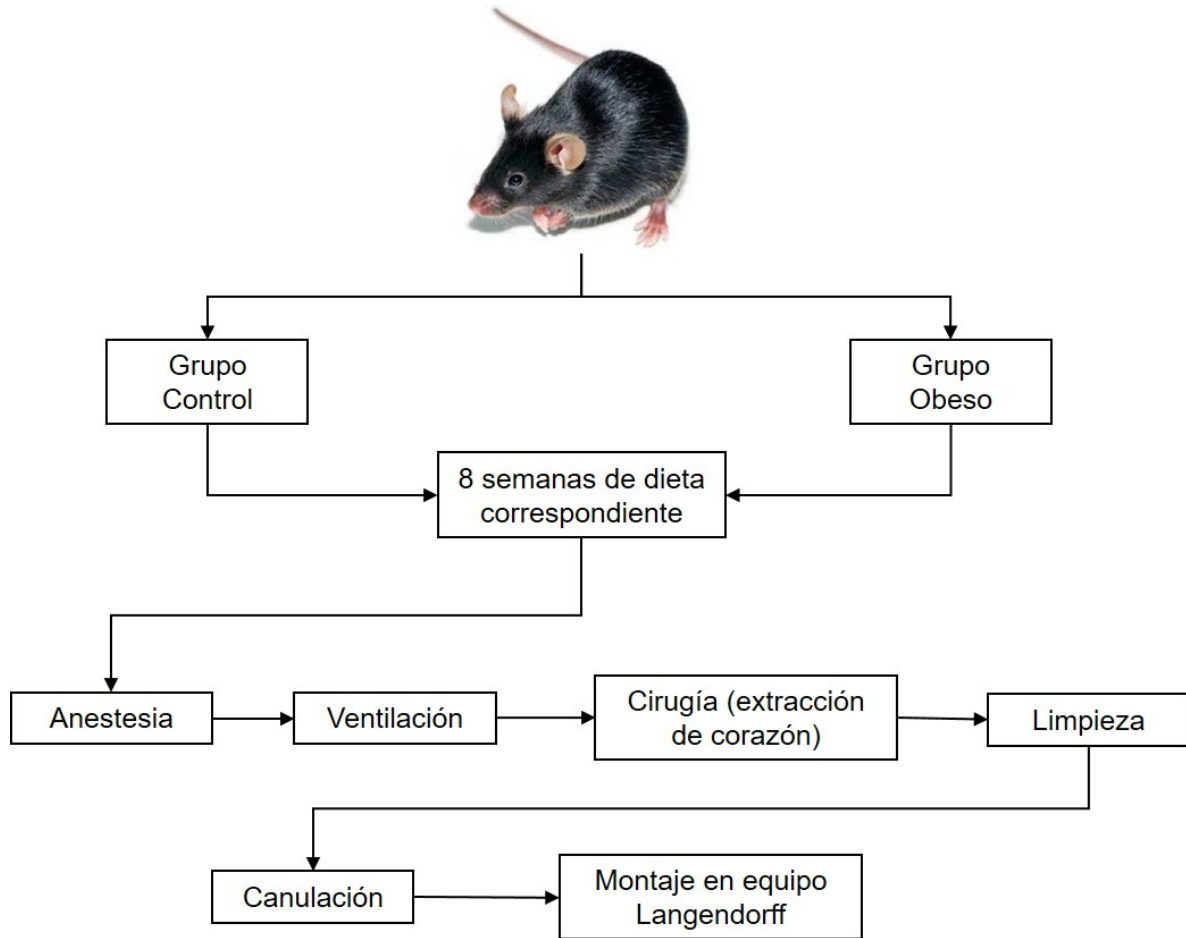 Grupo
Control
Grupo
Obeso
8 semanas de dieta
correspondiente
Anestesia
Ventilación
Cirugía (extracción
de corazón)
Limpieza
Canulación
Montaje en equipo
Langendorff